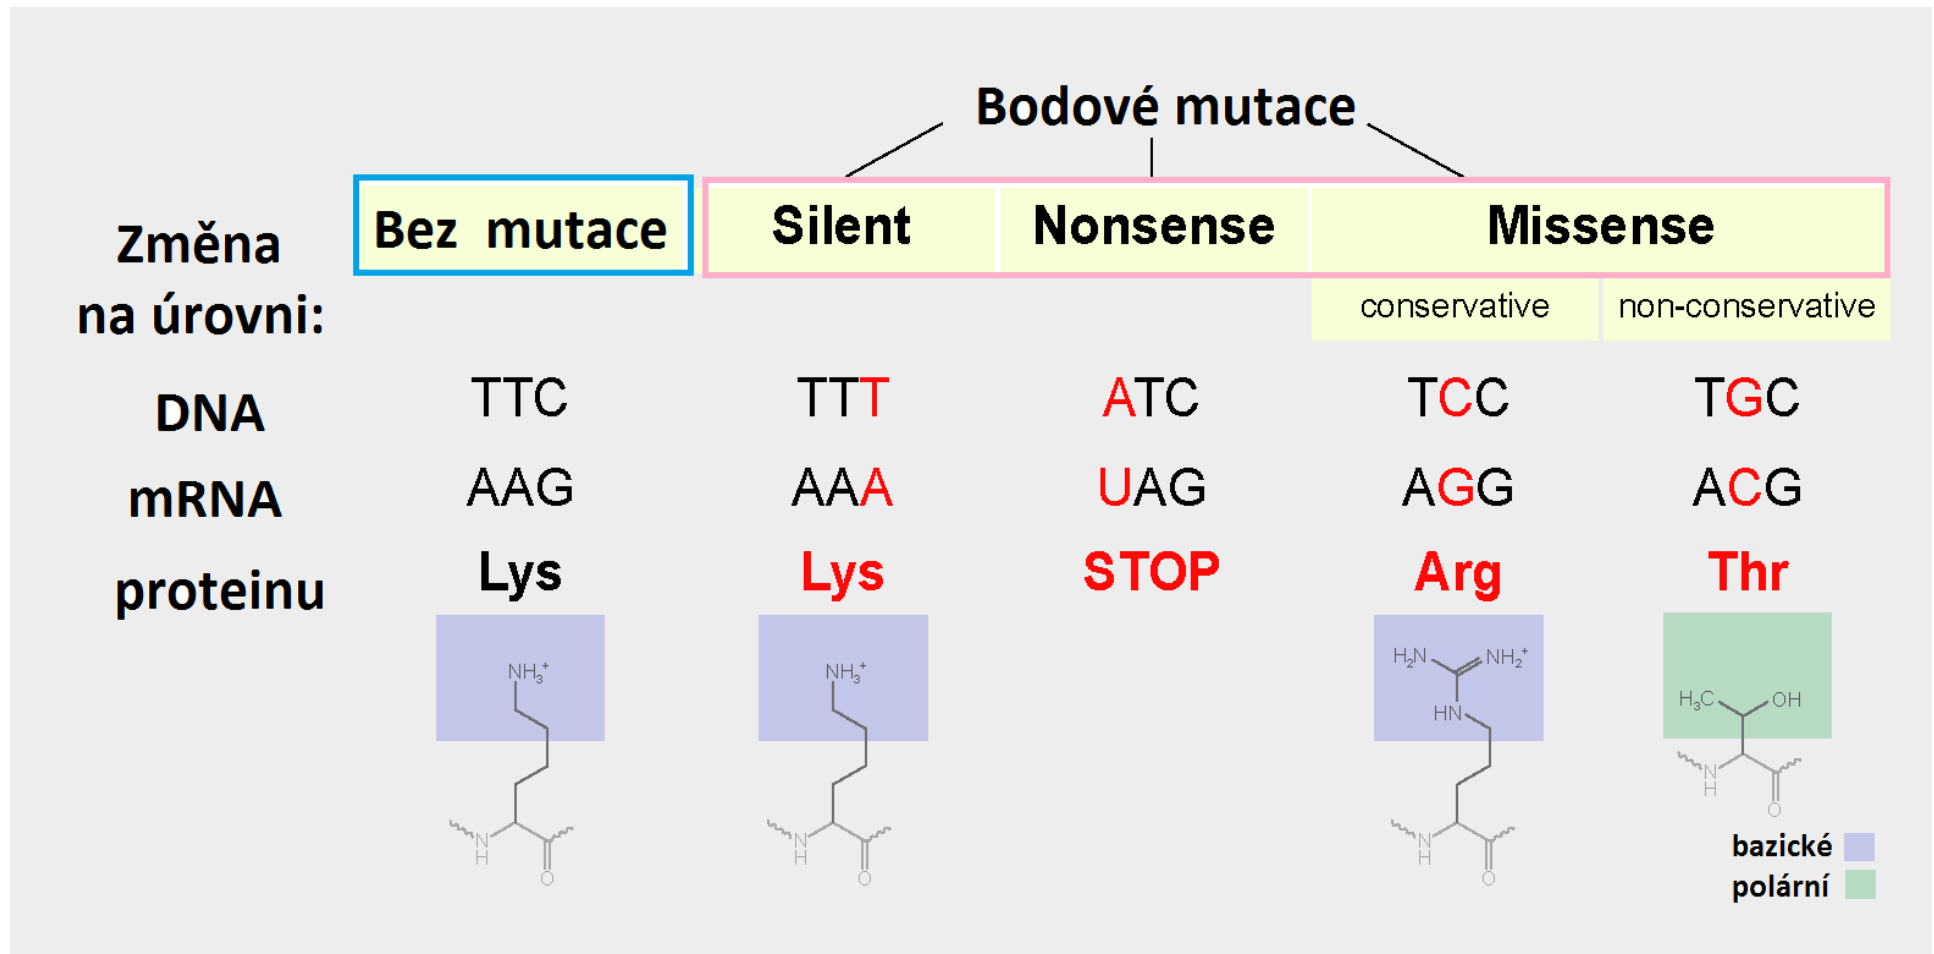 Bodové mutace
Změna
na úrovni:
Bez mutace Silent Nonsense Missense
conservative non-conservative
DNA TTC TTT ATC TCC TGC
mRNA AAG AAA UAG AGG ACG
proteinu Lys Lys STOP Arg Thr
NH₃⁺ NH₃⁺ H₂N NH₂⁺
HN
H₃C OH
N
H
O
N
H
O
N
H
O
N
H
O
bazické
polární